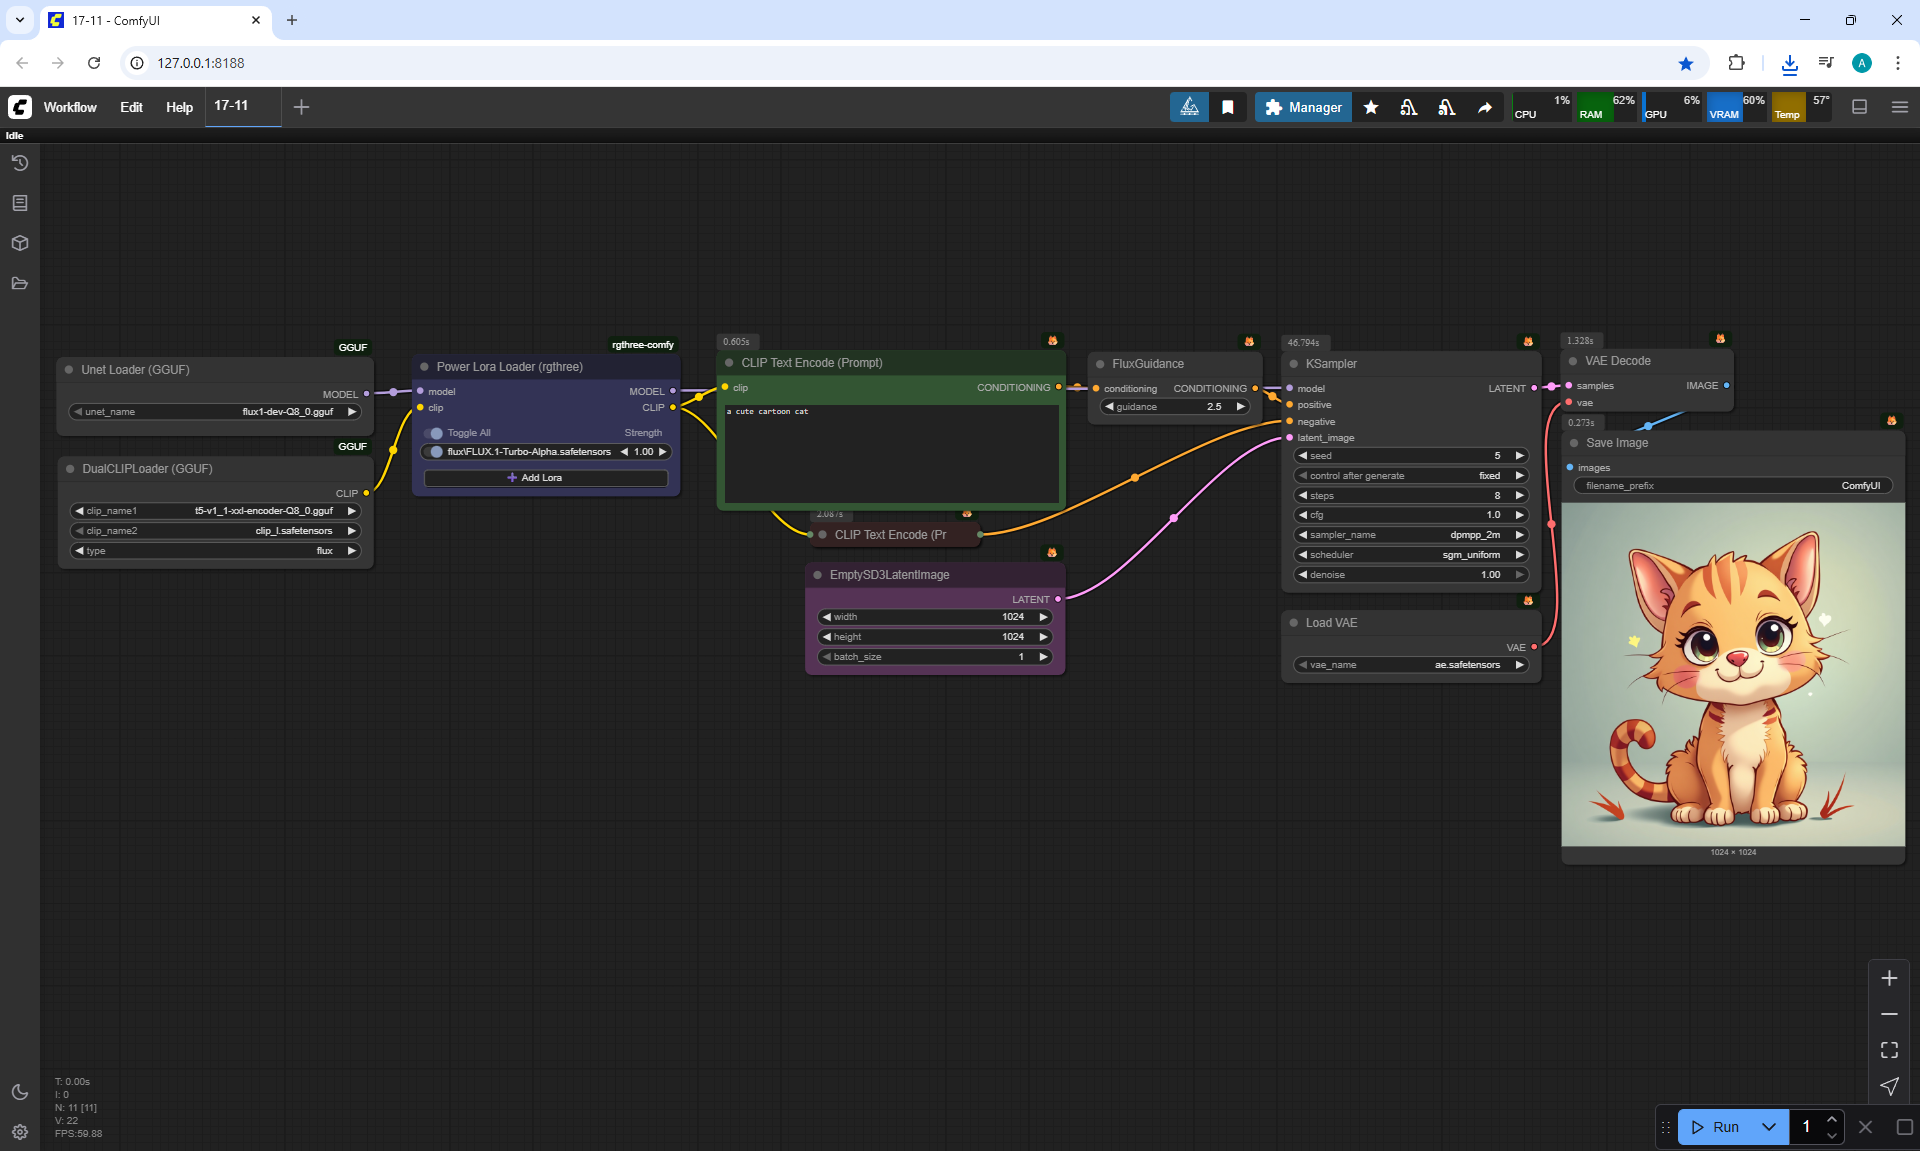 17-11 - ComfyUI
127.0.0.1:8188
A
Workflow
Edit
Help
17-11
Manager
CPU 1%
RAM 62%
GPU 6%
VRAM 60%
Temp 57°
Idle
GGUF
Unet Loader (GGUF)
MODEL
unet_name flux1-dev-Q8_0.gguf
GGUF
DualCLIPLoader (GGUF)
CLIP
clip_name1 t5-v1_1-xxl-encoder-Q8_0.gguf
clip_name2 clip_l.safetensors
type flux
rgthree-comfy
Power Lora Loader (rgthree)
model MODEL
clip CLIP
Toggle All Strength
flux\FLUX.1-Turbo-Alpha.safetensors 1.00
Add Lora
0.605s
CLIP Text Encode (Prompt)
clip CONDITIONING
a cute cartoon cat
2.087s
CLIP Text Encode (Pr
EmptySD3LatentImage
LATENT
width 1024
height 1024
batch_size 1
FluxGuidance
conditioning CONDITIONING
guidance 2.5
46.794s
KSampler
model LATENT
positive
negative
latent_image
seed 5
control after generate fixed
steps 8
cfg 1.0
sampler_name dpmpp_2m
scheduler sgm_uniform
denoise 1.00
Load VAE
VAE
vae_name ae.safetensors
1.328s
VAE Decode
samples IMAGE
vae
0.273s
Save Image
images
filename_prefix ComfyUI
1024 × 1024
T: 0.00s
I: 0
N: 11 [11]
V: 22
FPS:59.88
Run
1